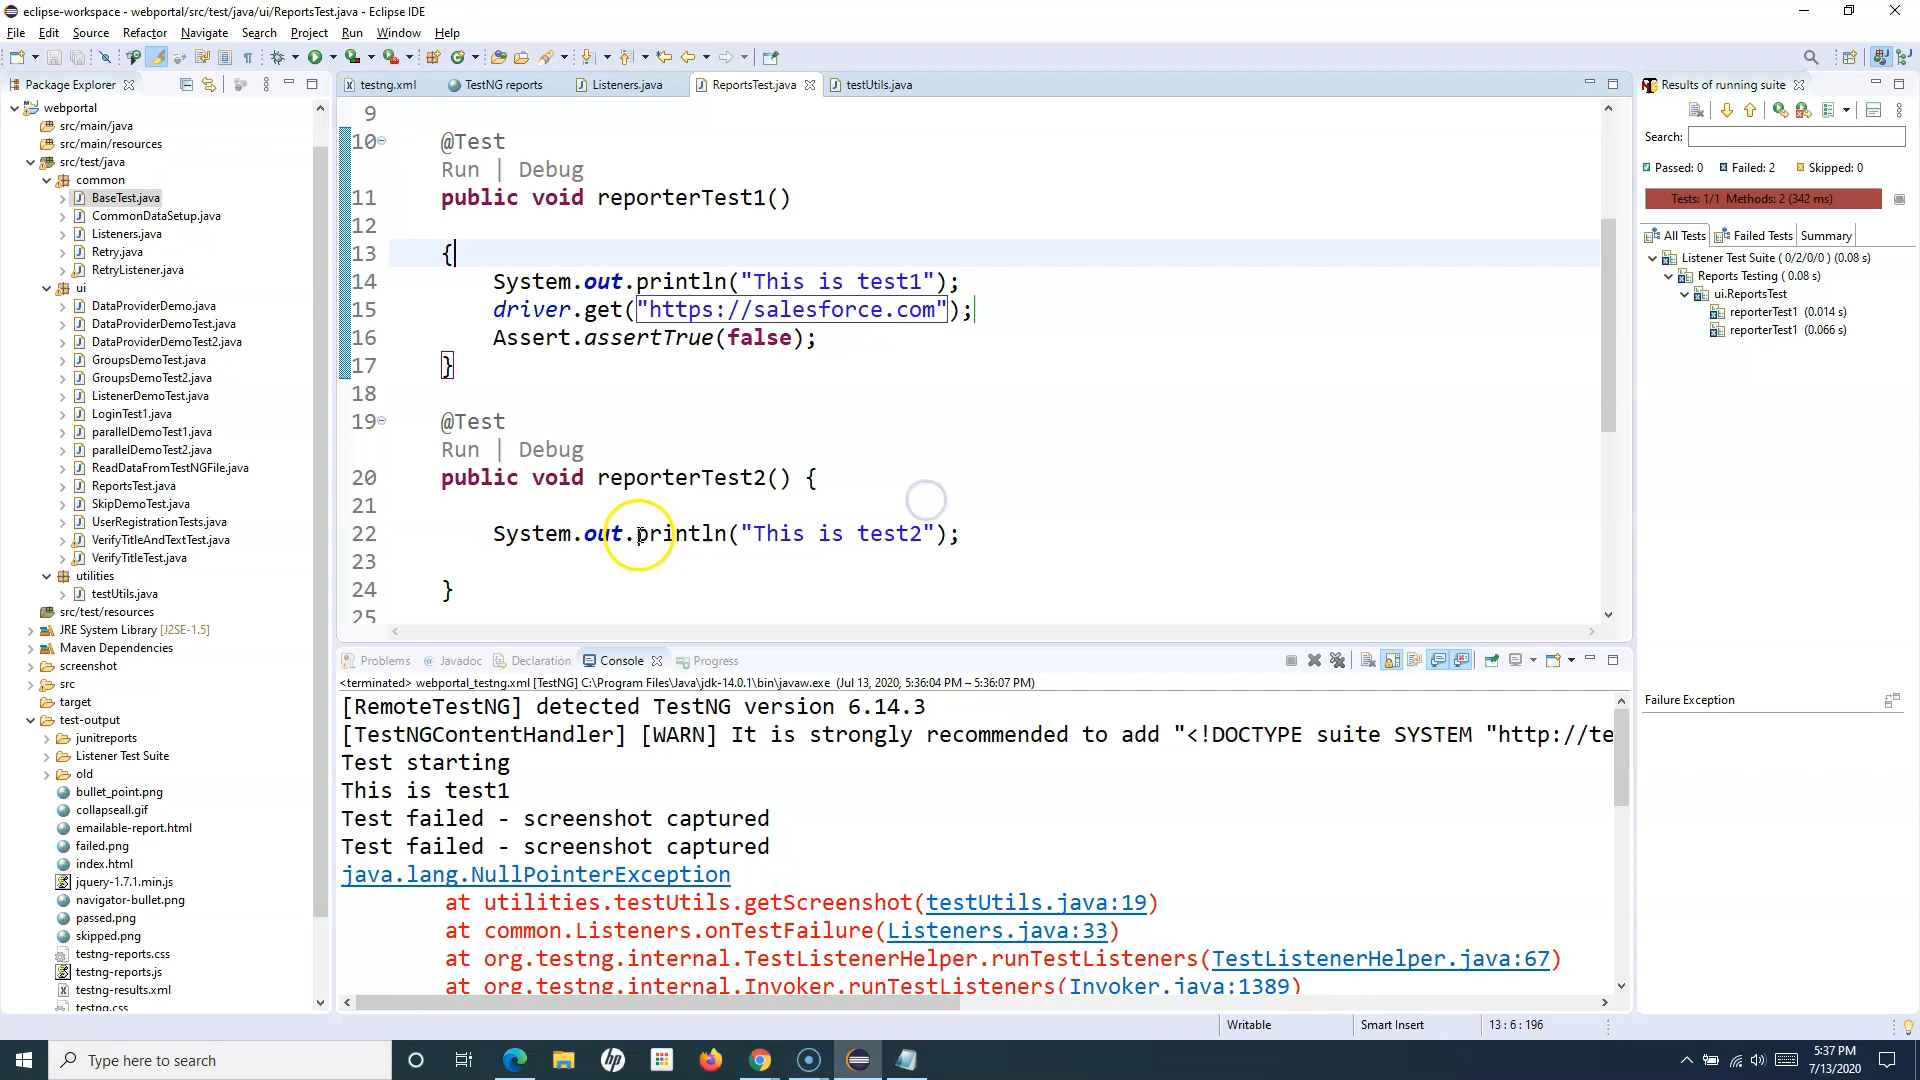 eclipse-workspace - webportal/src/test/java/ui/ReportsTest.java - Eclipse IDE
File Edit Source Refactor Navigate Search Project Run Window Help
Package Explorer
webportal
src/main/java
src/main/resources
src/test/java
common
BaseTest.java
CommonDataSetup.java
Listeners.java
Retry.java
RetryListener.java
ui
DataProviderDemo.java
DataProviderDemoTest.java
DataProviderDemoTest2.java
GroupsDemoTest.java
GroupsDemoTest2.java
ListenerDemoTest.java
LoginTest1.java
parallelDemoTest1.java
parallelDemoTest2.java
ReadDataFromTestNGFile.java
ReportsTest.java
SkipDemoTest.java
UserRegistrationTests.java
VerifyTitleAndTextTest.java
VerifyTitleTest.java
utilities
testUtils.java
src/test/resources
JRE System Library [J2SE-1.5]
Maven Dependencies
screenshot
src
target
test-output
junitreports
Listener Test Suite
old
bullet_point.png
collapseall.gif
emailable-report.html
failed.png
index.html
jquery-1.7.1.min.js
navigator-bullet.png
passed.png
skipped.png
testng-reports.css
testng-reports.js
testng-results.xml
testng.css
testng.xml TestNG reports Listeners.java ReportsTest.java testUtils.java
9
10 @Test
Run | Debug
11 public void reporterTest1()
12
13 {
14 System.out.println("This is test1");
15 driver.get("https://salesforce.com");
16 Assert.assertTrue(false);
17 }
18
19 @Test
Run | Debug
20 public void reporterTest2() {
21
22 System.out.println("This is test2");
23
24 }
25
Problems Javadoc Declaration Console Progress
<terminated> webportal_testng.xml [TestNG] C:\Program Files\Java\jdk-14.0.1\bin\javaw.exe (Jul 13, 2020, 5:36:04 PM – 5:36:07 PM)
[RemoteTestNG] detected TestNG version 6.14.3
[TestNGContentHandler] [WARN] It is strongly recommended to add "<!DOCTYPE suite SYSTEM "http://te
Test starting
This is test1
Test failed - screenshot captured
Test failed - screenshot captured
java.lang.NullPointerException
at utilities.testUtils.getScreenshot(testUtils.java:19)
at common.Listeners.onTestFailure(Listeners.java:33)
at org.testng.internal.TestListenerHelper.runTestListeners(TestListenerHelper.java:67)
at org.testng.internal.Invoker.runTestListeners(Invoker.java:1389)
Results of running suite
Search:
Passed: 0 Failed: 2 Skipped: 0
Tests: 1/1 Methods: 2 (342 ms)
All Tests Failed Tests Summary
Listener Test Suite ( 0/2/0/0 ) (0.08 s)
Reports Testing ( 0.08 s)
ui.ReportsTest
reporterTest1 (0.014 s)
reporterTest1 (0.066 s)
Failure Exception
Writable Smart Insert 13 : 6 : 196
Type here to search
hp
5:37 PM
7/13/2020